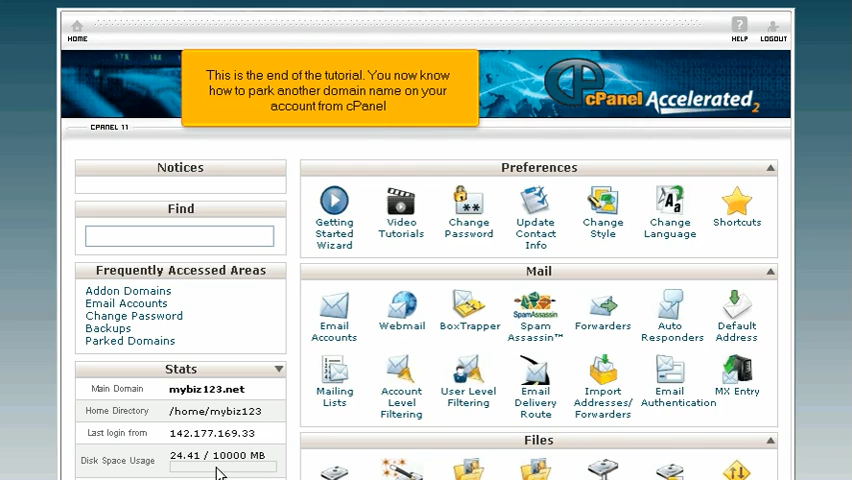 HOME
HELP
LOGOUT
This is the end of the tutorial. You now know
how to park another domain name on your
account from cPanel
cPanel Accelerated2
CPANEL 11
Notices
Find
Frequently Accessed Areas
Addon Domains
Email Accounts
Change Password
Backups
Parked Domains
Stats
Main Domain mybiz123.net
Home Directory /home/mybiz123
Last login from 142.177.169.33
Disk Space Usage 24.41 / 10000 MB
Preferences
Getting
Started
Wizard
Video
Tutorials
Change
Password
Update
Contact
Info
Change
Style
Change
Language
Shortcuts
Mail
Email
Accounts
Webmail
BoxTrapper
Spam
Assassin™
Forwarders
Auto
Responders
Default
Address
Mailing
Lists
Account
Level
Filtering
User Level
Filtering
Email
Delivery
Route
Import
Addresses/
Forwarders
Email
Authentication
MX Entry
Files